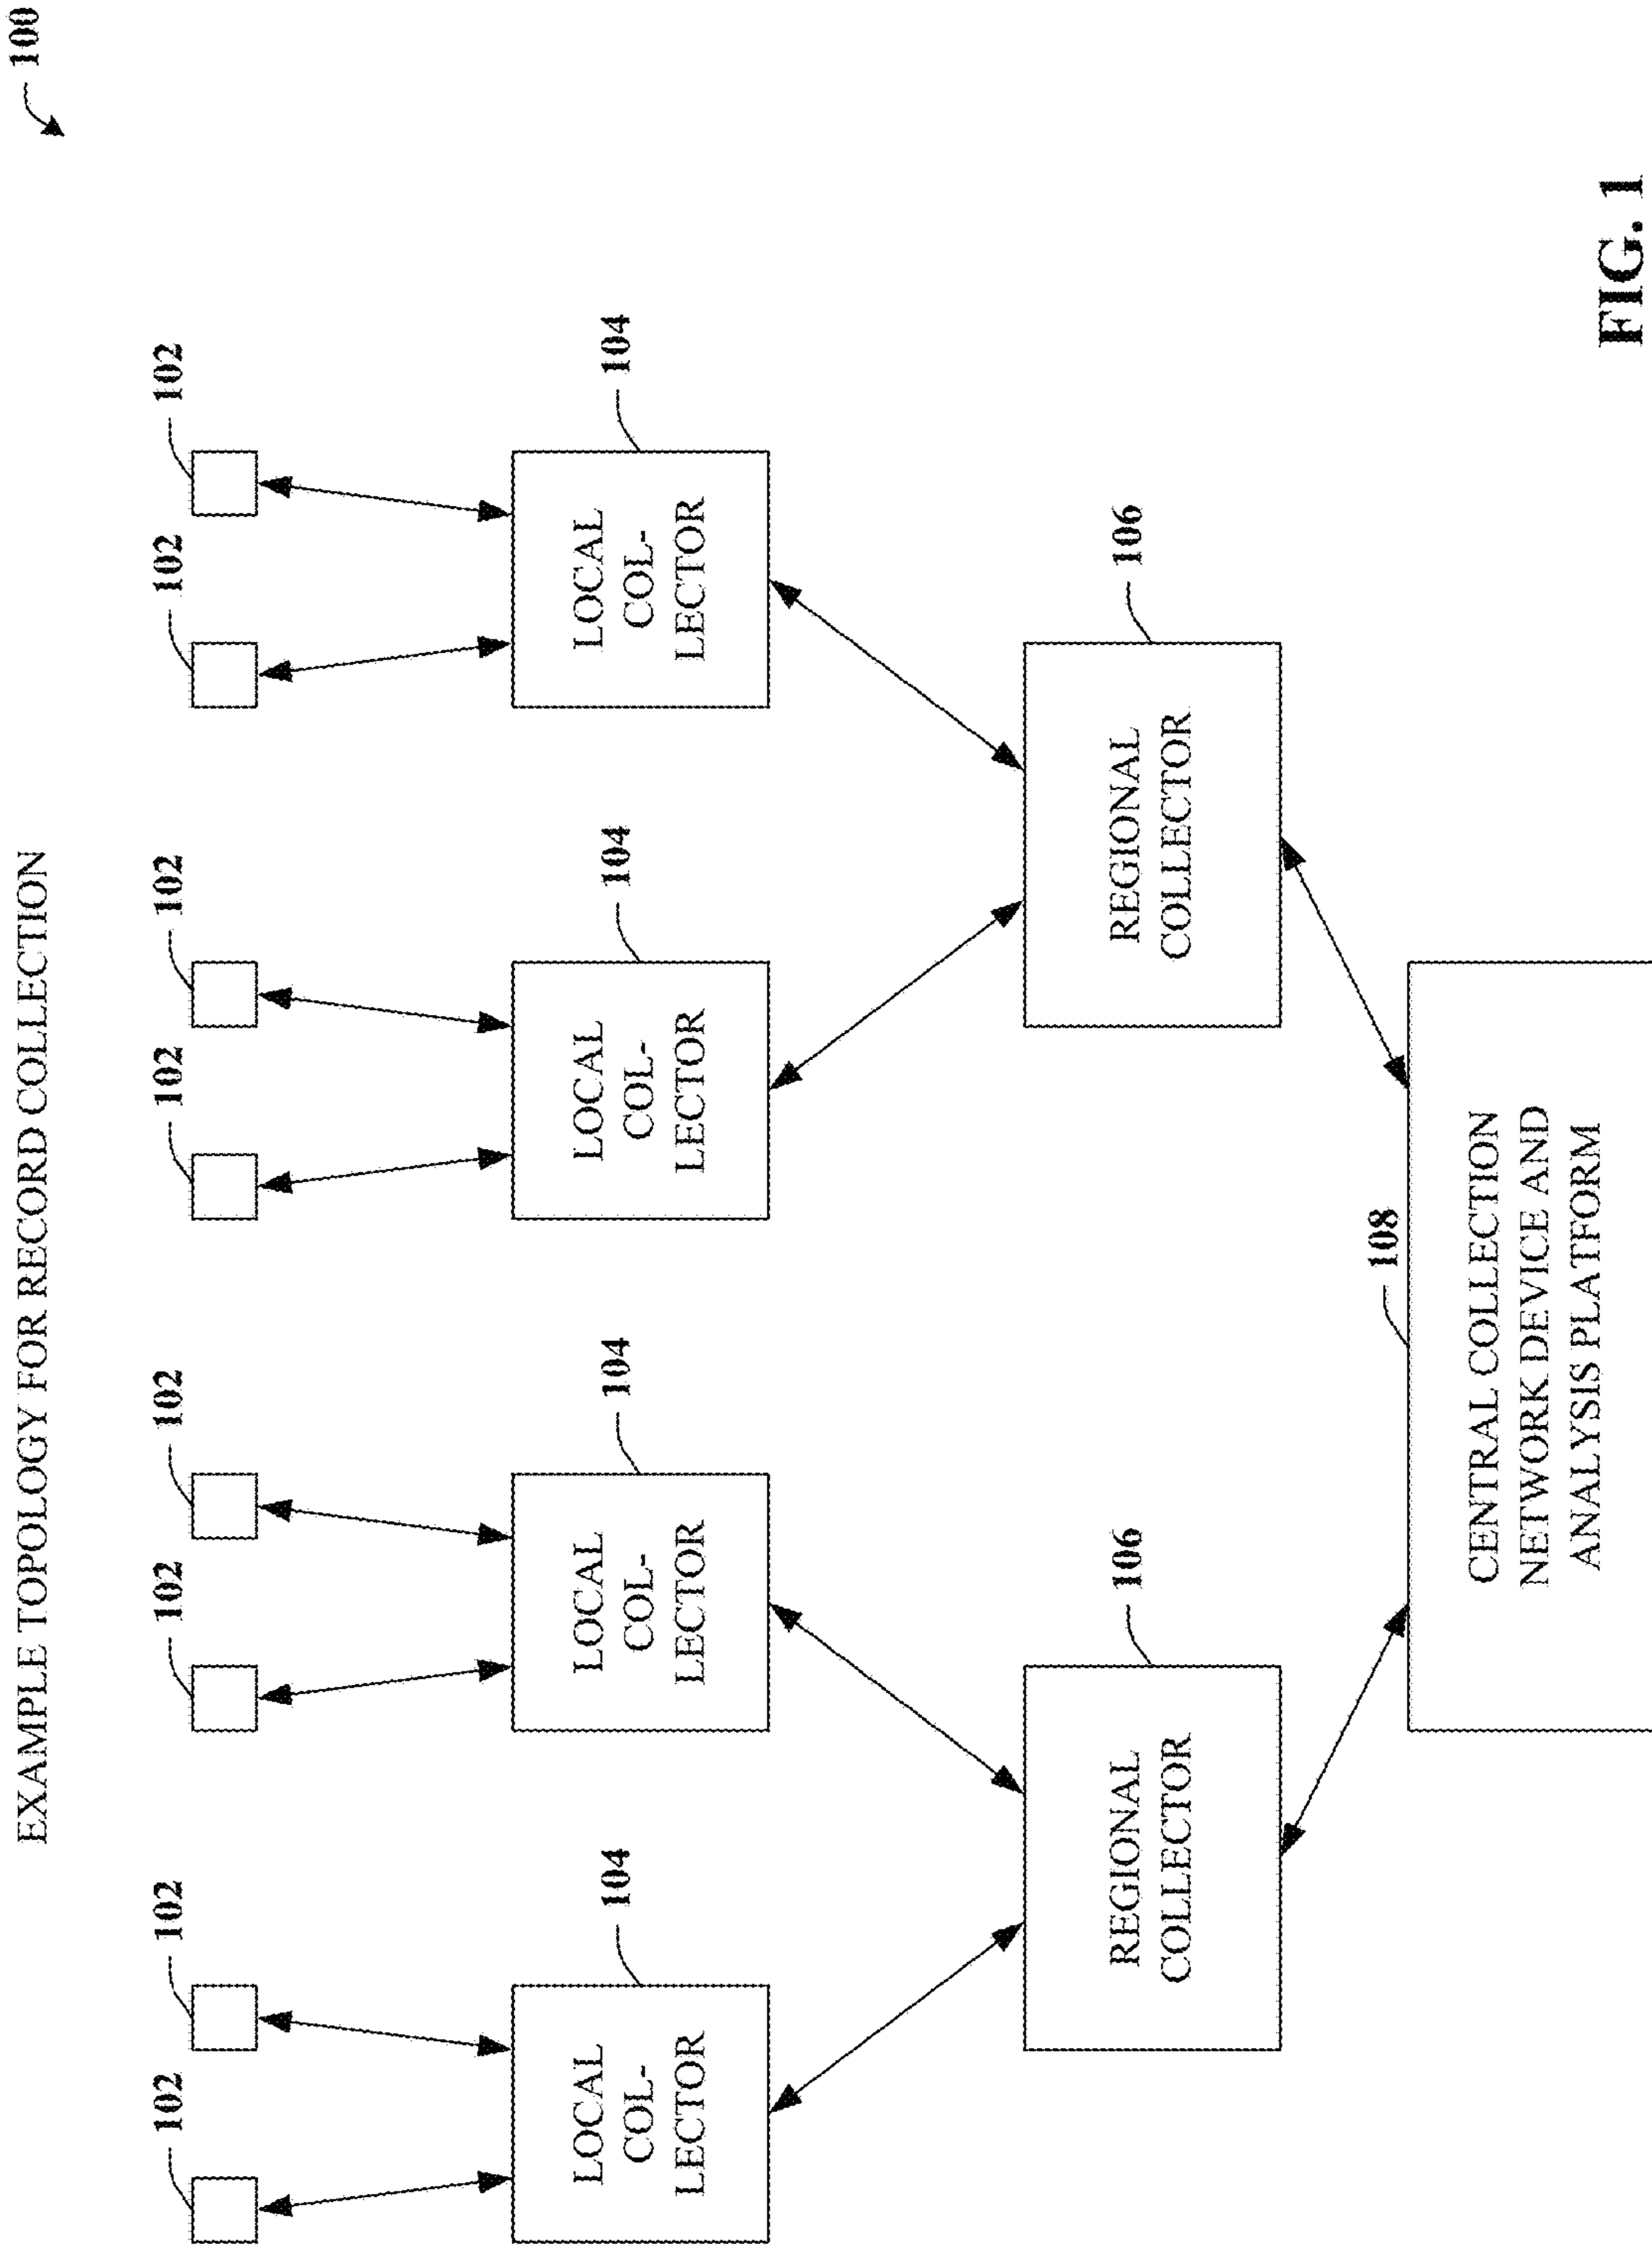 EXAMPLE TOPOLOGY FOR RECORD COLLECTION
100
102
102
102
102
102
102
102
102
LOCAL
COL-
LECTOR
104
LOCAL
COL-
LECTOR
104
LOCAL
COL-
LECTOR
104
LOCAL
COL-
LECTOR
104
REGIONAL
COLLECTOR
106
REGIONAL
COLLECTOR
106
108
CENTRAL COLLECTION
NETWORK DEVICE AND
ANALYSIS PLATFORM
FIG. 1